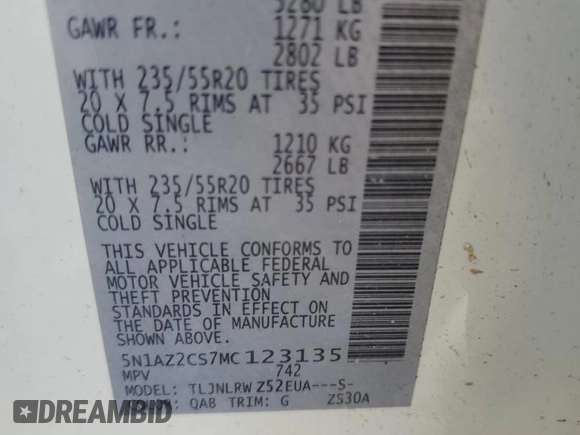 5280 LB
GAWR FR.: 1271 KG
2802 LB
WITH 235/55R20 TIRES
20 X 7.5 RIMS AT 35 PSI
COLD SINGLE
GAWR RR.: 1210 KG
2667 LB
WITH 235/55R20 TIRES
20 X 7.5 RIMS AT 35 PSI
COLD SINGLE
THIS VEHICLE CONFORMS TO
ALL APPLICABLE FEDERAL
MOTOR VEHICLE SAFETY AND
THEFT PREVENTION
STANDARDS IN EFFECT ON
THE DATE OF MANUFACTURE
SHOWN ABOVE.
5N1AZ2CS7MC123135
MPV 742
MODEL: TLJNLRW Z52EUA---S-
QAB TRIM: G ZS30A
DREAMBID